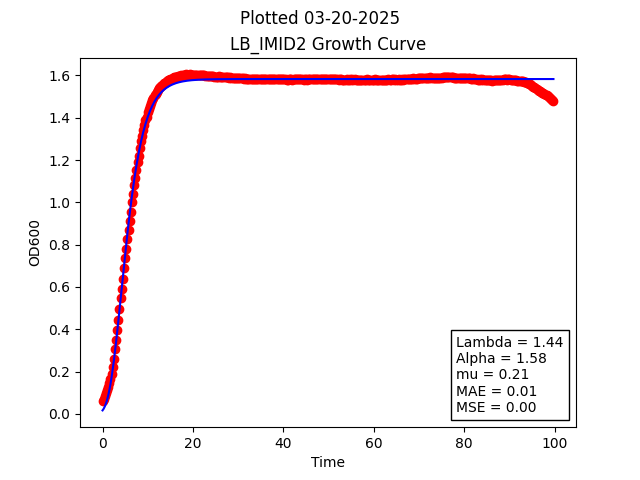 Plotted 03-20-2025
LB_IMID2 Growth Curve
OD600
1.6
1.4
1.2
1.0
0.8
0.6
0.4
0.2
0.0
Lambda = 1.44
Alpha = 1.58
mu = 0.21
MAE = 0.01
MSE = 0.00
0 20 40 60 80 100
Time